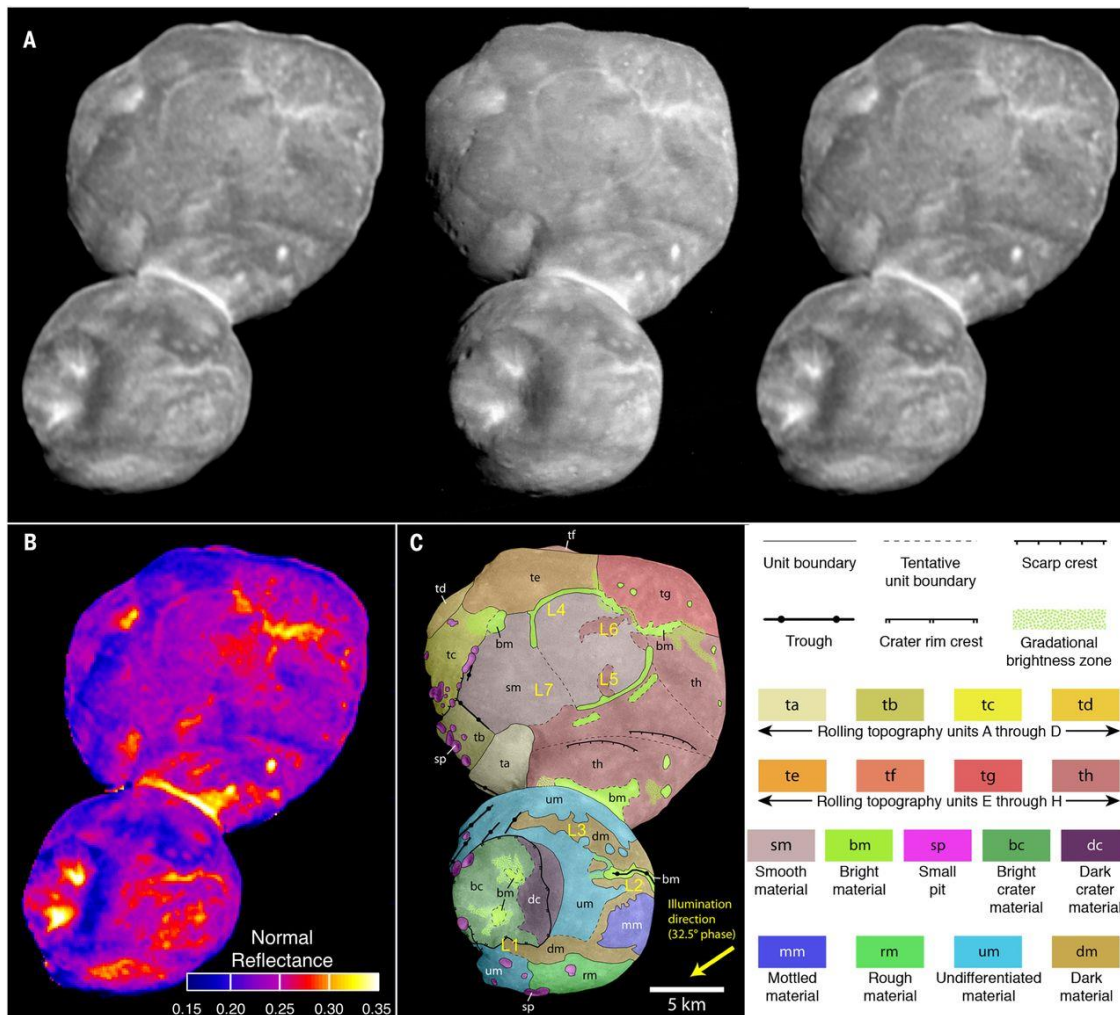 A
B
Normal
Reflectance
0.15 0.20 0.25 0.30 0.35
C
tf
te
td
tg
L4
L6
bm
bm
tc
sm
L7
L5
th
tb
sp
ta
th
um
bm
L3
dm
bc
bm
dc
um
L2
bm
mm
L1
dm
um
rm
sp
Illumination
direction
(32.5° phase)
5 km
Unit boundary
Tentative
unit boundary
Scarp crest
Trough
Crater rim crest
Gradational
brightness zone
ta tb tc td
Rolling topography units A through D
te tf tg th
Rolling topography units E through H
sm bm sp bc dc
Smooth
material
Bright
material
Small
pit
Bright
crater
material
Dark
crater
material
mm rm um dm
Mottled
material
Rough
material
Undifferentiated
material
Dark
material